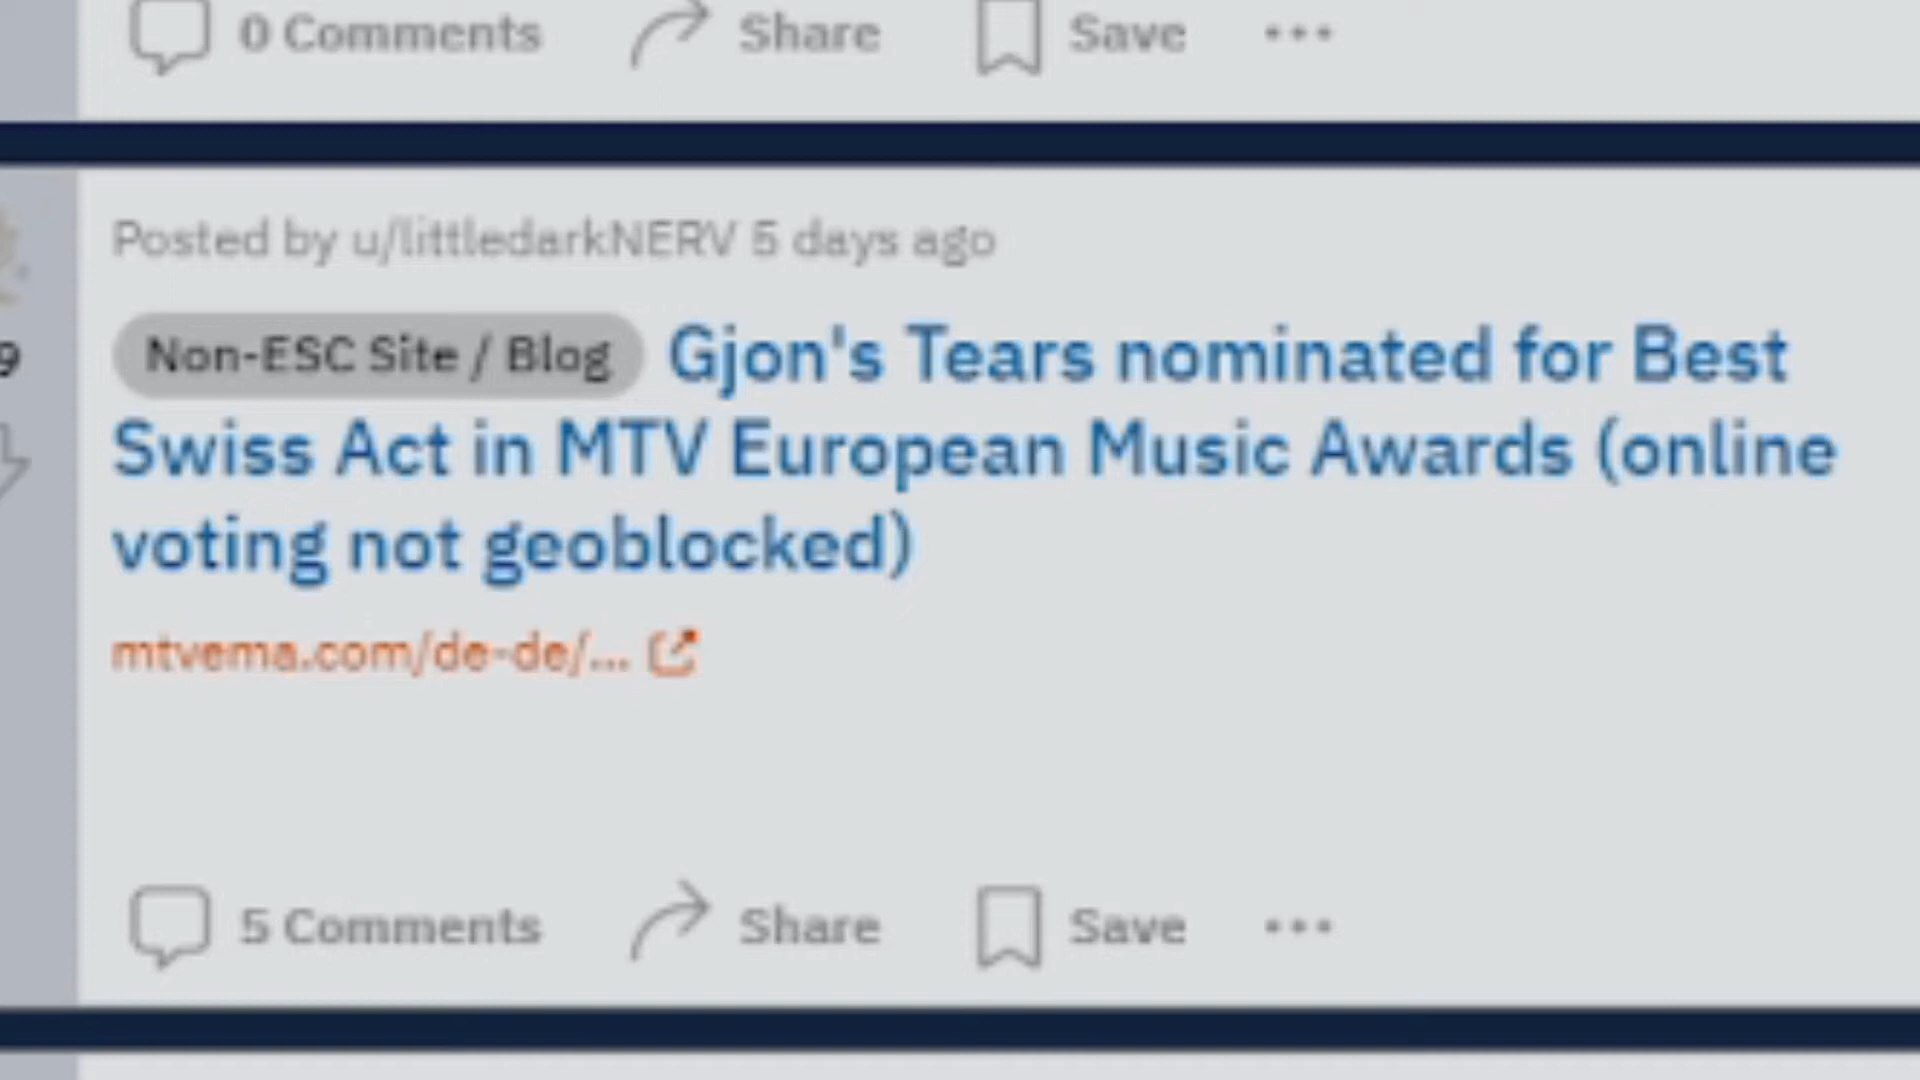 0 Comments Share Save
Posted by u/littledarkNERV 5 days ago
9
Non-ESC Site / Blog Gjon's Tears nominated for Best
Swiss Act in MTV European Music Awards (online
voting not geoblocked)
mtvema.com/de-de/...
5 Comments Share Save